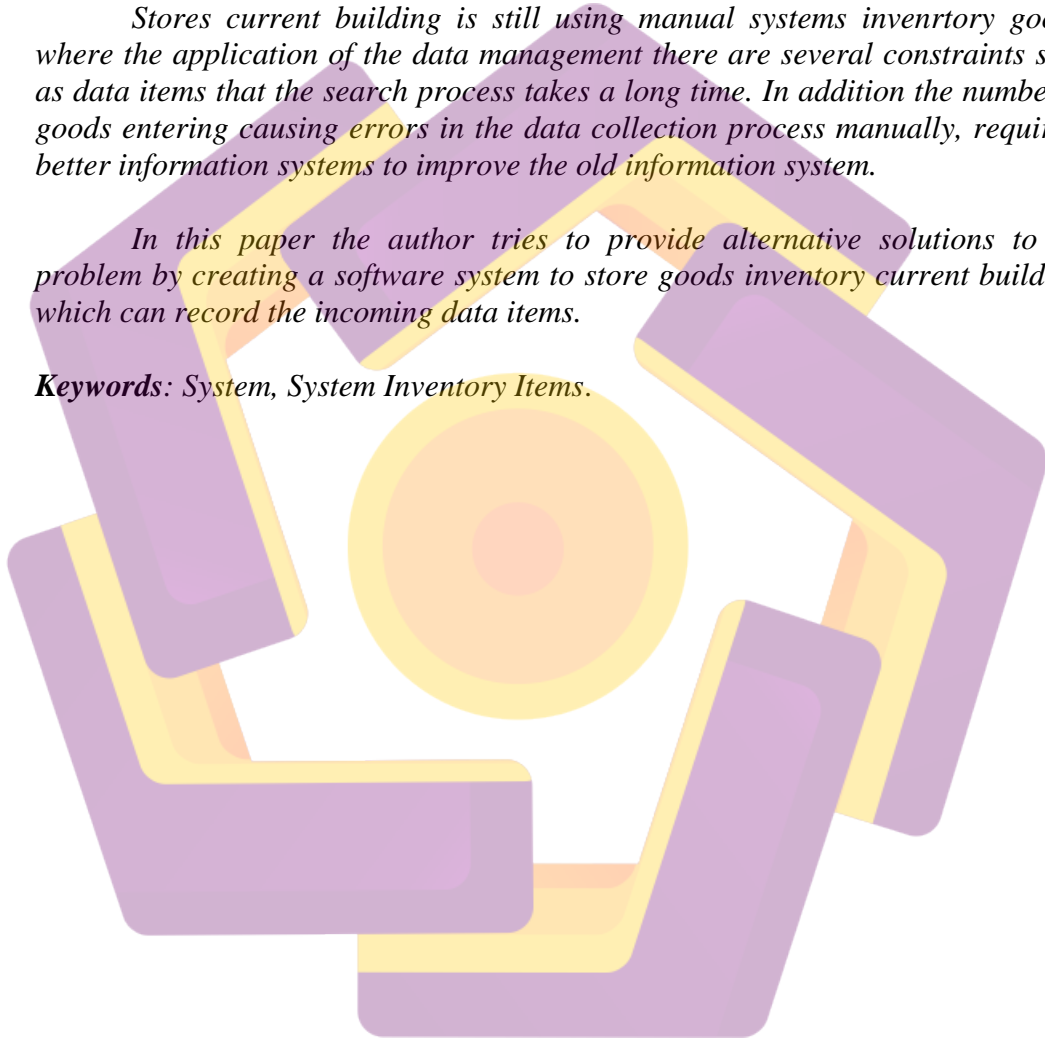 Stores current building is still using manual systems invenrtory goo
where the application of the data management there are several constraints s
as data items that the search process takes a long time. In addition the number
goods entering causing errors in the data collection process manually, requir
better information systems to improve the old information system.
In this paper the author tries to provide alternative solutions to
problem by creating a software system to store goods inventory current build
which can record the incoming data items.
Keywords: System, System Inventory Items.